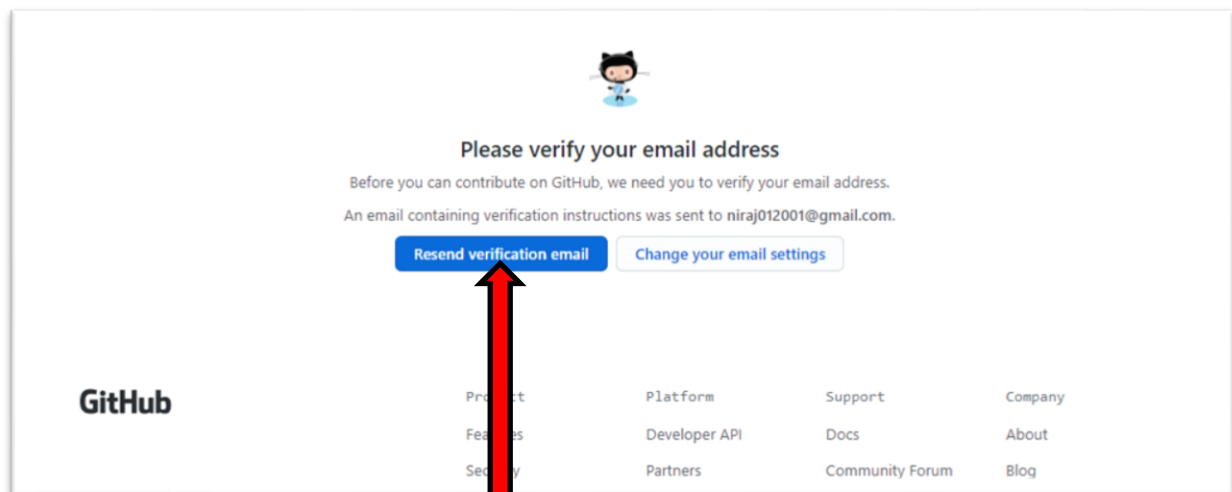 Please verify your email address
Before you can contribute on GitHub, we need you to verify your email address.
An email containing verification instructions was sent to niraj012001@gmail.com.
Resend verification email Change your email settings
GitHub
Platform Support Company
Developer API Docs About
Partners Community Forum Blog